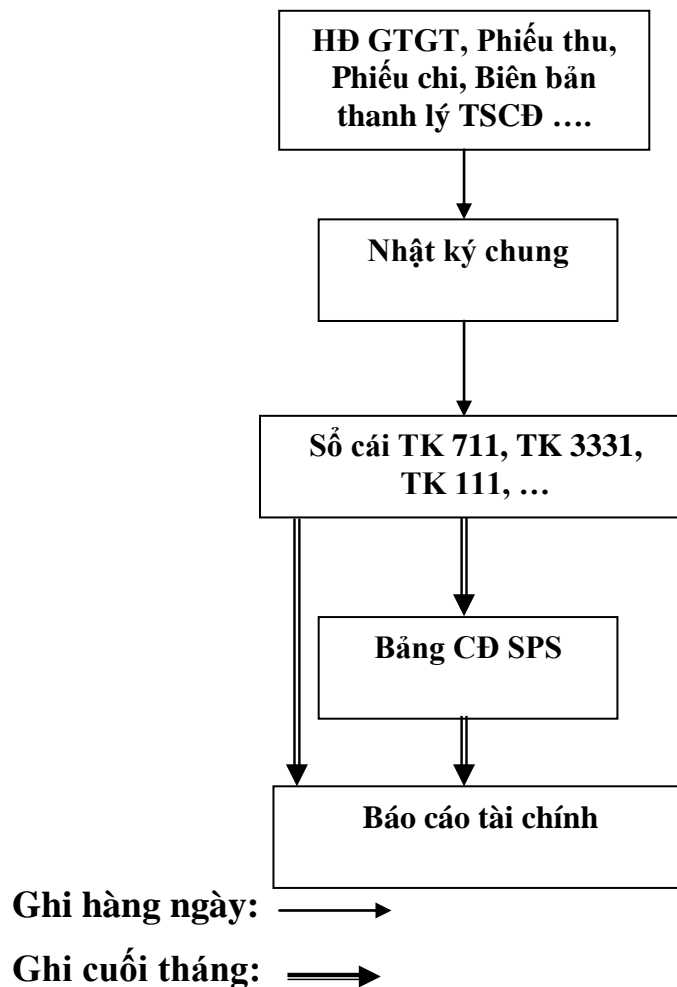 HĐ GTGT, Phiếu thu,
Phiếu chi, Biên bản
thanh lý TSCĐ ….
Nhật ký chung
Sổ cái TK 711, TK 3331,
TK 111, …
Bảng CĐ SPS
Báo cáo tài chính
Ghi hàng ngày:
Ghi cuối tháng: